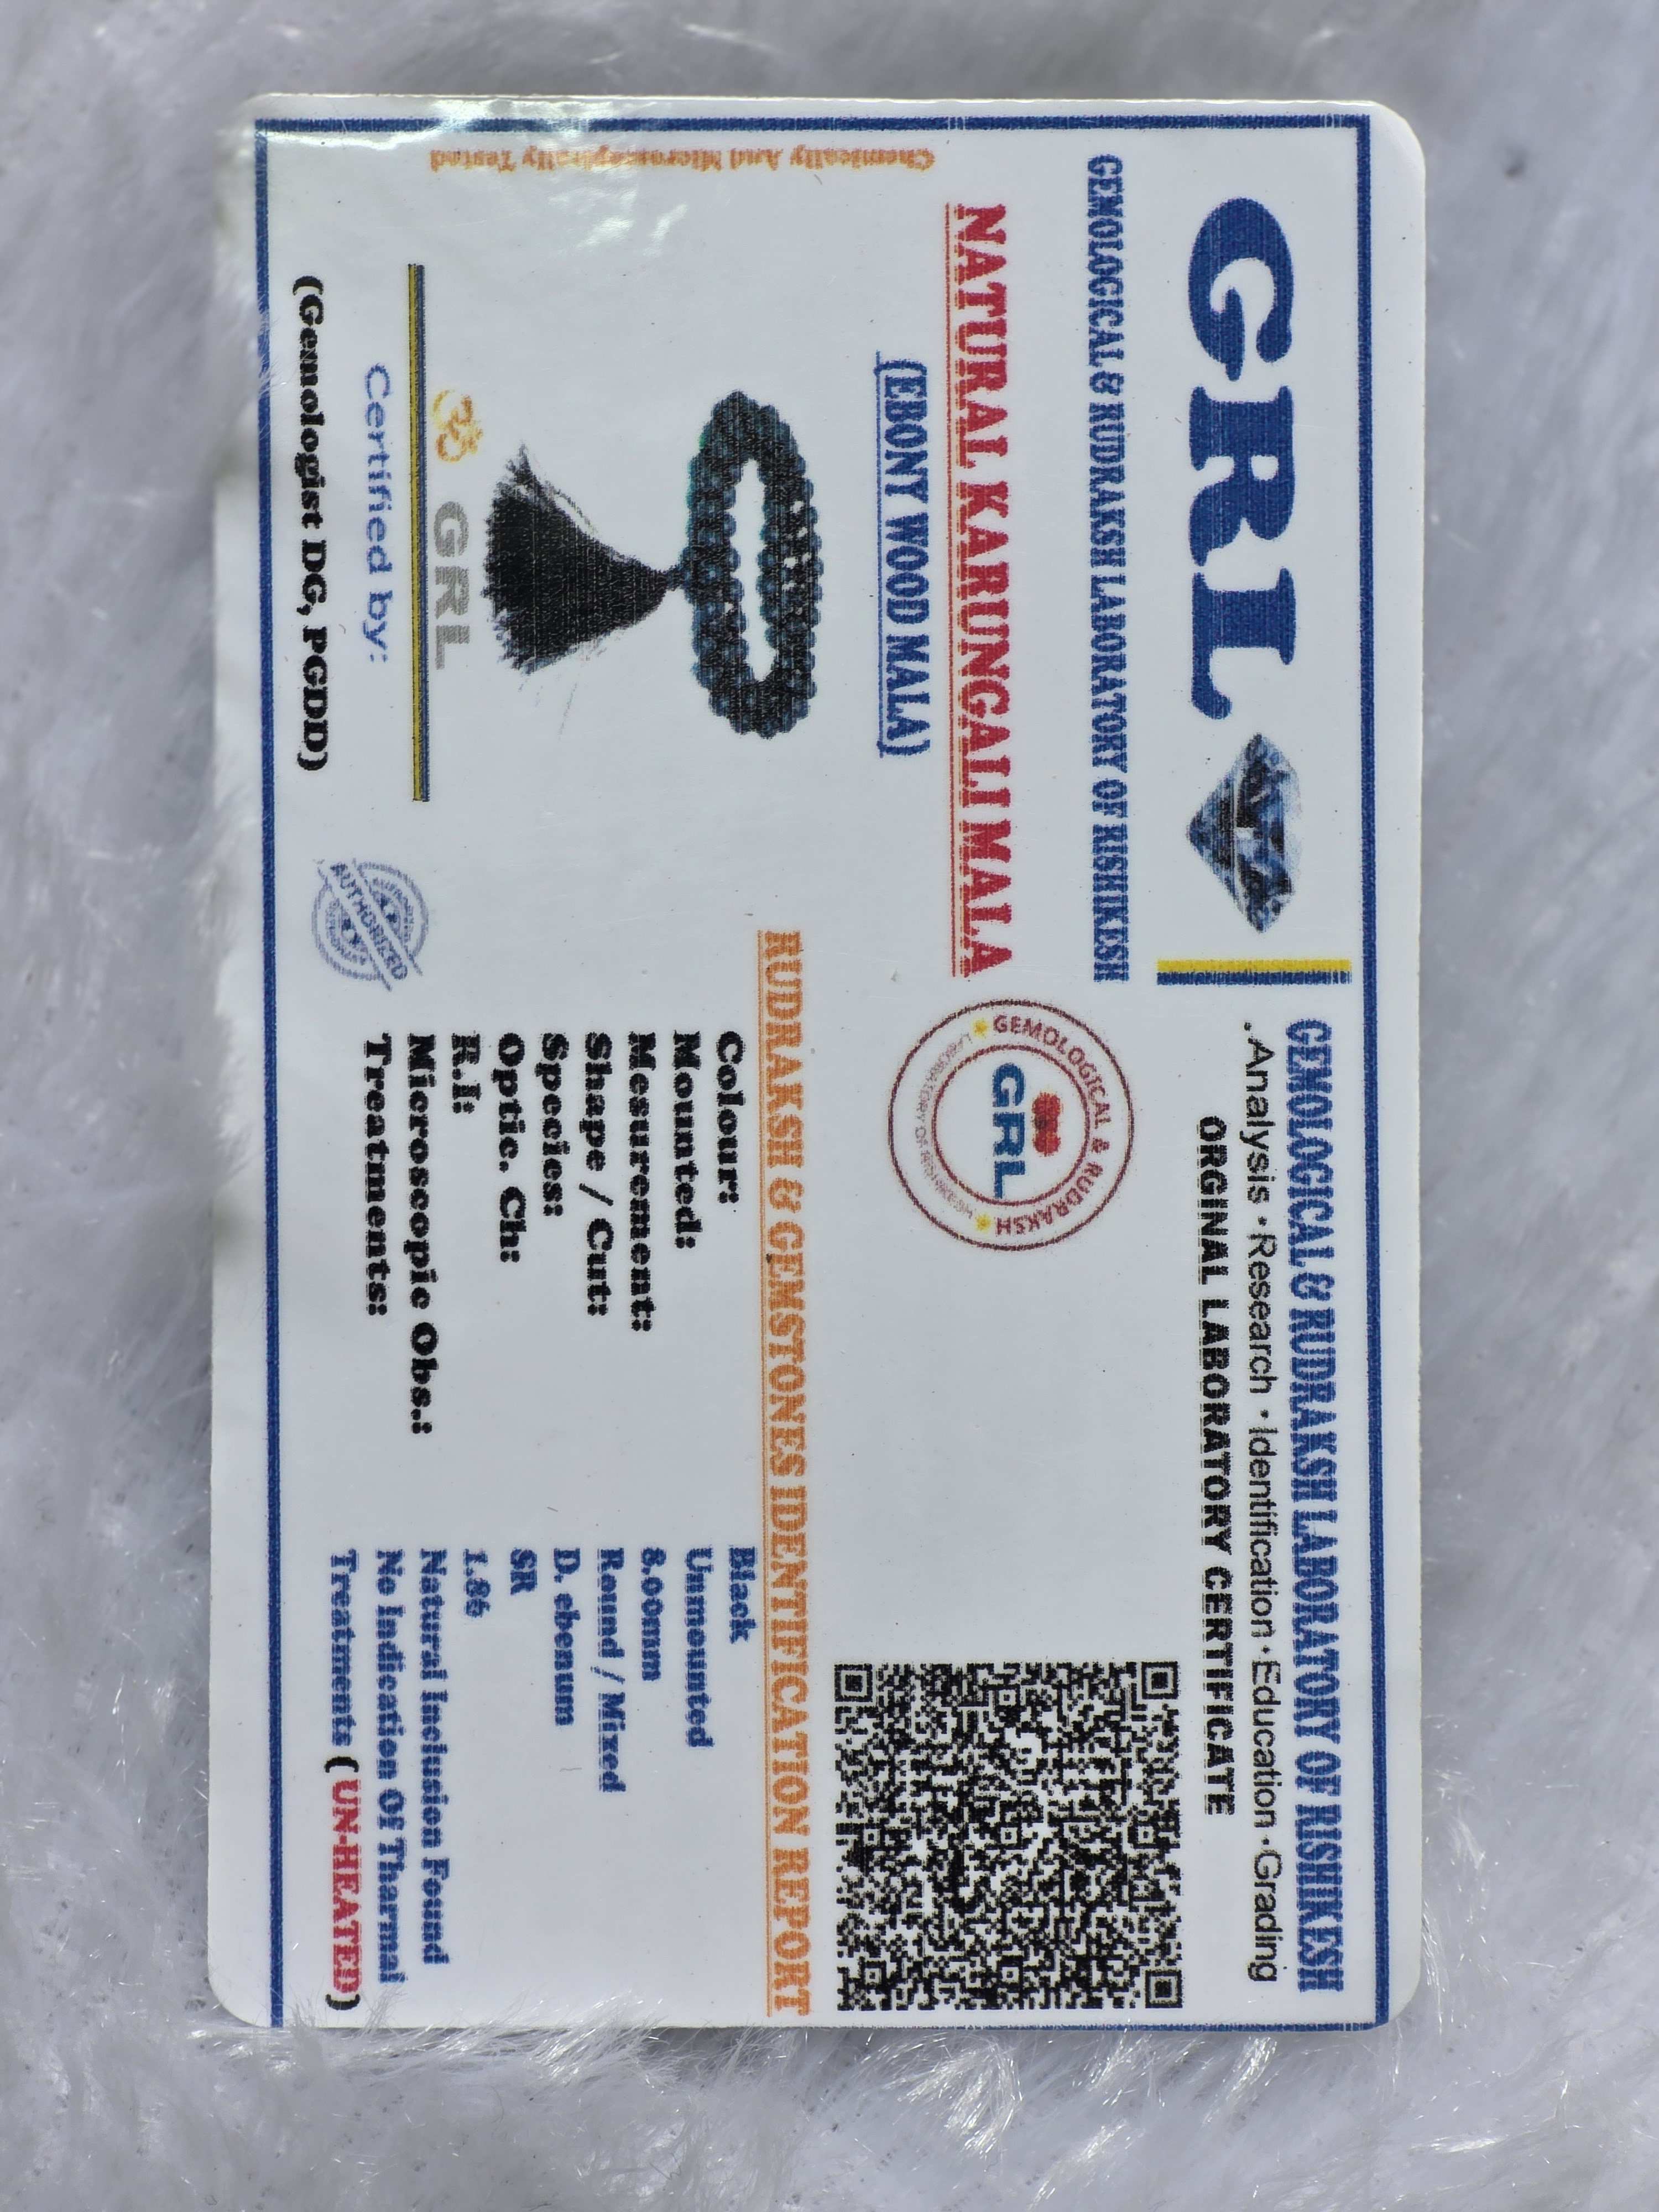 GRL
GEMOLOGICAL & RUDRAKSH LABORATORY OF RISHIKESH
GEMOLOGICAL & RUDRAKSH LABORATORY OF RISHIKESH
.Analysis · Research · Identification · Education · Grading
ORGINAL LABORATORY CERTIFICATE
NATURAL KARUNGALI MALA
(EBONY WOOD MALA)
Chemically And Microscopically Tested
GEMOLOGICAL & RUDRAKSH
GRL
RUDRAKSH & GEMSTONES IDENTIFICATION REPORT
Colour: Black
Mounted: Unmounted
Mesurement: 8.00mm
Shape / Cut: Round / Mixed
Species: D. ebenum
Optic. Ch: SR
R.I: 1.86
Microscopic Obs.: Natural Inclusion Found
Treatments: No Indication Of Tharmal
Treatments (UN-HEATED)
ॐ GRL
Certified by:
(Gemologist DG, PGDD)
AUTHORIZED